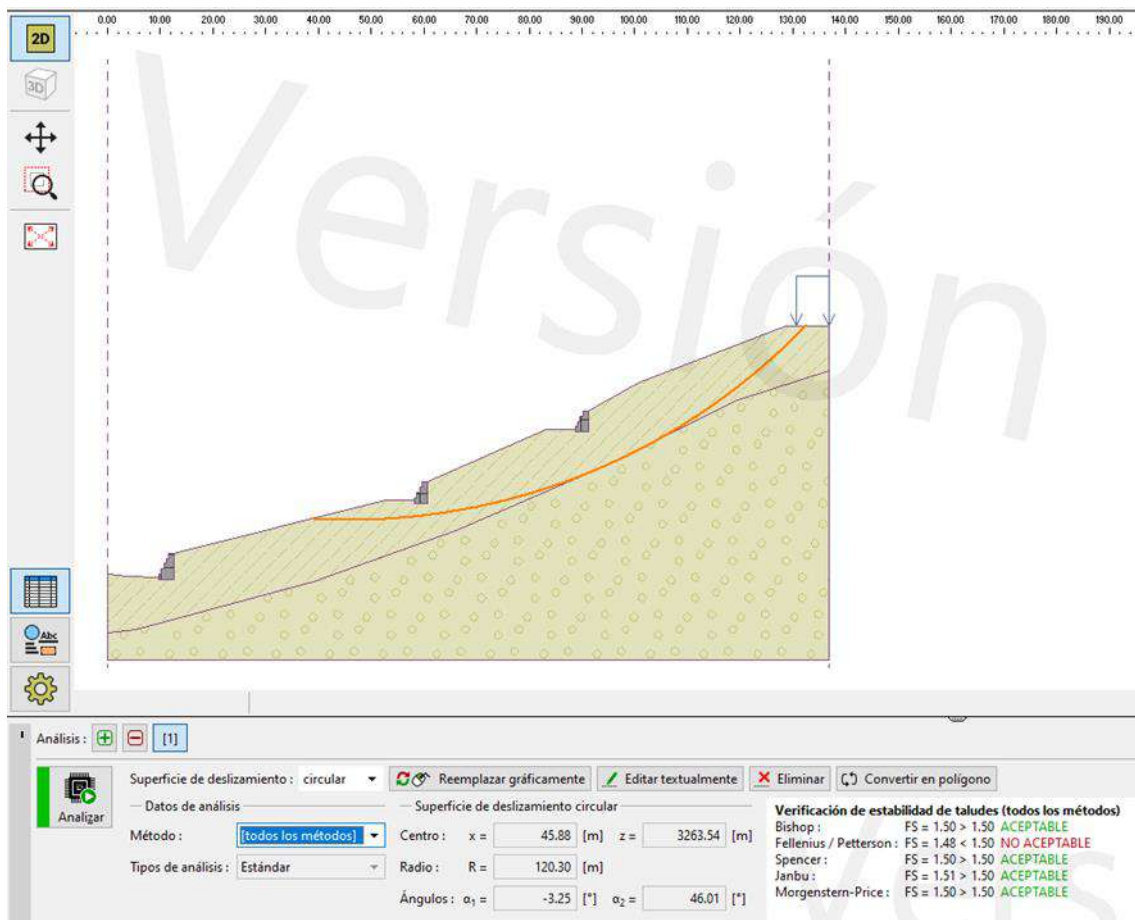 0.00 10.00 20.00 30.00 40.00 50.00 60.00 70.00 80.00 90.00 100.00 110.00 120.00 130.00 140.00 150.00 160.00 170.00 180.00 190.00
2D
3D
Versión
Abc
Análisis : [1]
Analizar
Superficie de deslizamiento : circular Reemplazar gráficamente Editar textualmente Eliminar Convertir en polígono
Datos de análisis
Método : [todos los métodos]
Tipos de análisis : Estándar
Superficie de deslizamiento circular
Centro : x = 45.88 [m] z = 3263.54 [m]
Radio : R = 120.30 [m]
Ángulos : α1 = -3.25 [°] α2 = 46.01 [°]
Verificación de estabilidad de taludes (todos los métodos)
Bishop : FS = 1.50 > 1.50 ACEPTABLE
Fellenius / Petterson : FS = 1.48 < 1.50 NO ACEPTABLE
Spencer : FS = 1.50 > 1.50 ACEPTABLE
Janbu : FS = 1.51 > 1.50 ACEPTABLE
Morgenstern-Price : FS = 1.50 > 1.50 ACEPTABLE
Vers